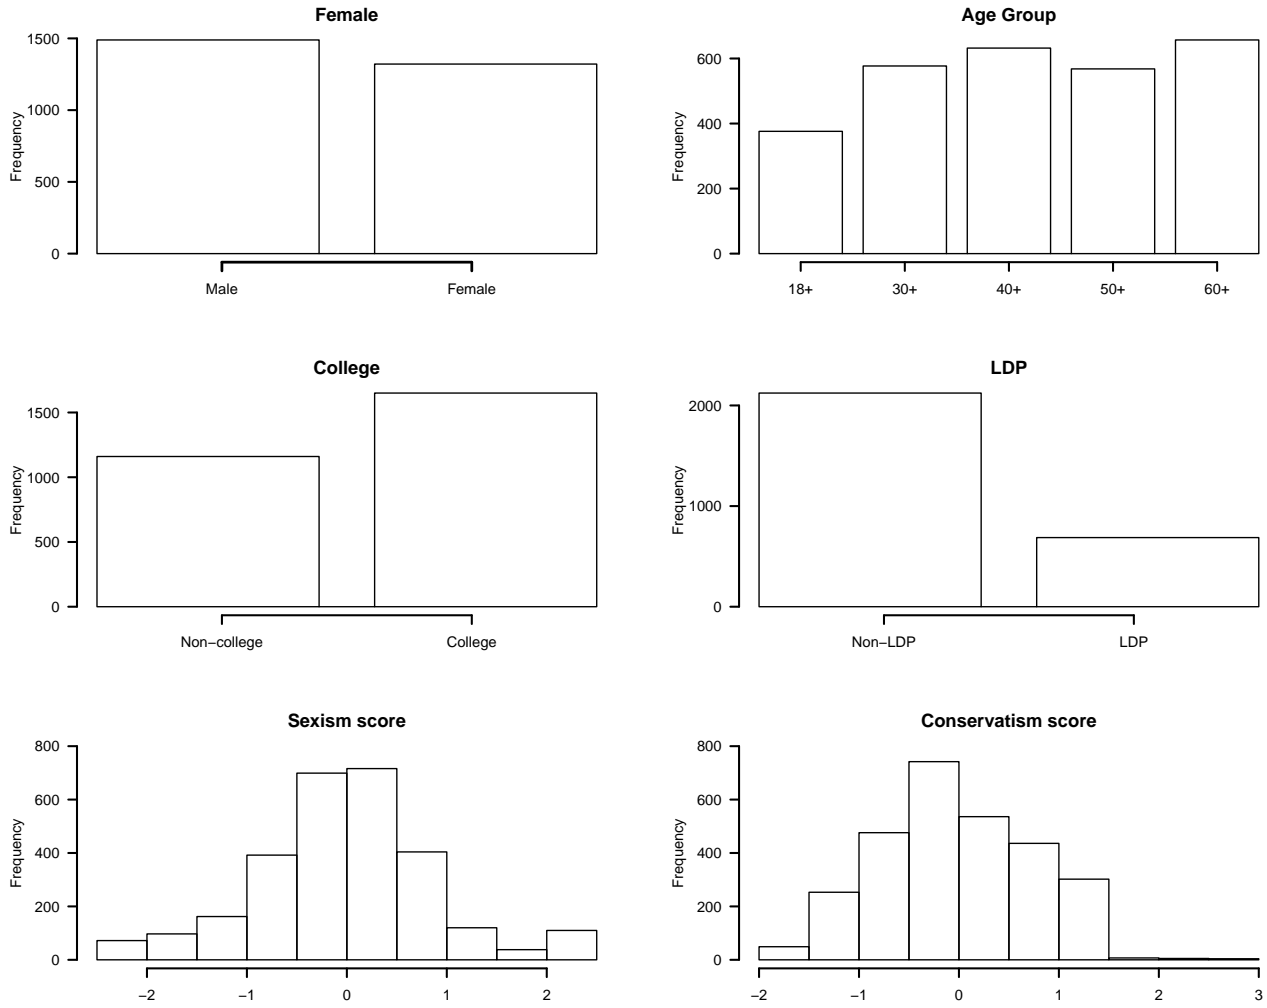 Female
Frequency
1500
1000
500
0
Male Female
Age Group
Frequency
600
400
200
0
18+ 30+ 40+ 50+ 60+
College
Frequency
1500
1000
500
0
Non−college College
LDP
Frequency
2000
1000
0
Non−LDP LDP
Sexism score
Frequency
800
600
400
200
0
−2 −1 0 1 2
Conservatism score
Frequency
800
600
400
200
0
−2 −1 0 1 2 3